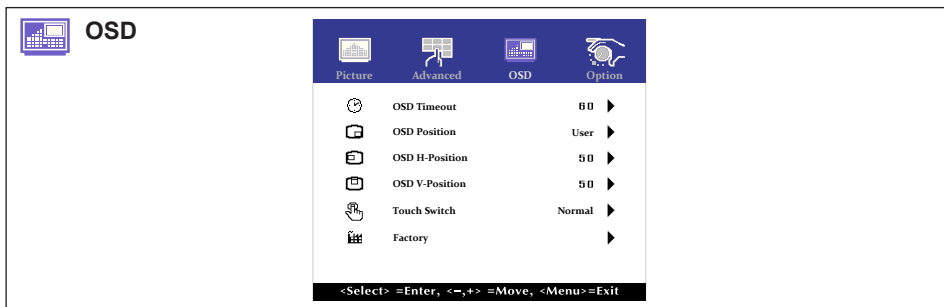 OSD
Picture Advanced OSD Option
OSD Timeout 60
OSD Position User
OSD H-Position 50
OSD V-Position 50
Touch Switch Normal
Factory
<Select> =Enter, <−,+> =Move, <Menu>=Exit